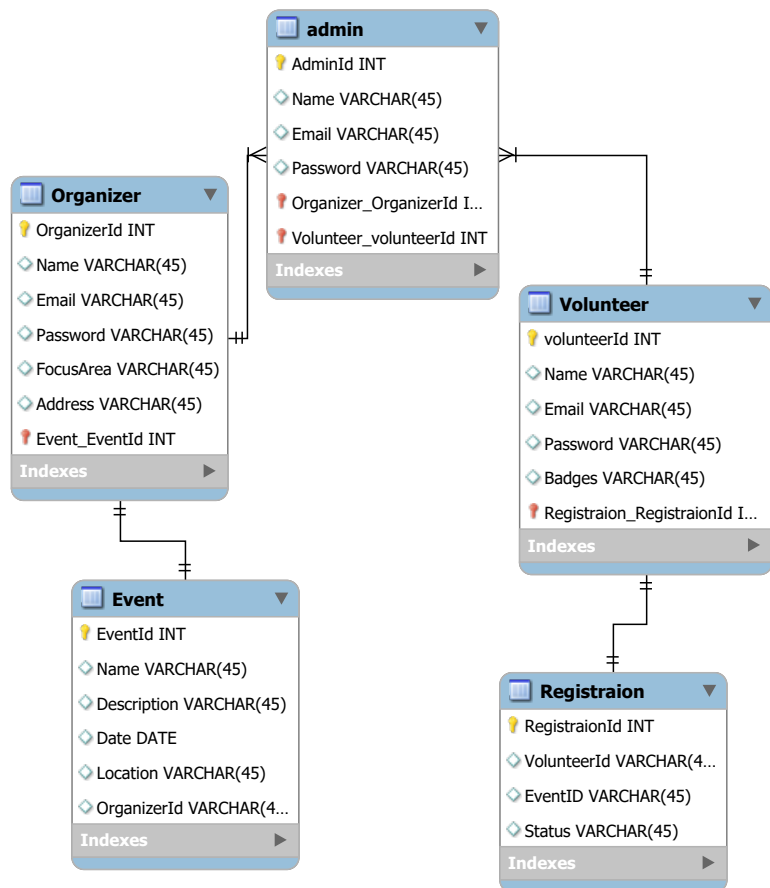 admin
AdminId INT
Name VARCHAR(45)
Email VARCHAR(45)
Password VARCHAR(45)
Organizer_OrganizerId I...
Volunteer_volunteerId INT
Indexes
Organizer
OrganizerId INT
Name VARCHAR(45)
Email VARCHAR(45)
Password VARCHAR(45)
FocusArea VARCHAR(45)
Address VARCHAR(45)
Event_EventId INT
Indexes
Volunteer
volunteerId INT
Name VARCHAR(45)
Email VARCHAR(45)
Password VARCHAR(45)
Badges VARCHAR(45)
Registraion_RegistraionId I...
Indexes
Event
EventId INT
Name VARCHAR(45)
Description VARCHAR(45)
Date DATE
Location VARCHAR(45)
OrganizerId VARCHAR(4...
Indexes
Registraion
RegistraionId INT
VolunteerId VARCHAR(4...
EventID VARCHAR(45)
Status VARCHAR(45)
Indexes